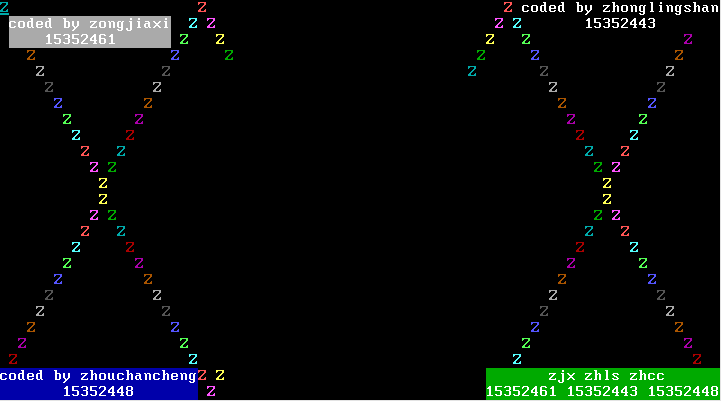 coded by zongjiaxi
15352461
coded by zhonglingshan
15352443
coded by zhouchancheng
15352448
zjx zhls zhcc
15352461 15352443 15352448